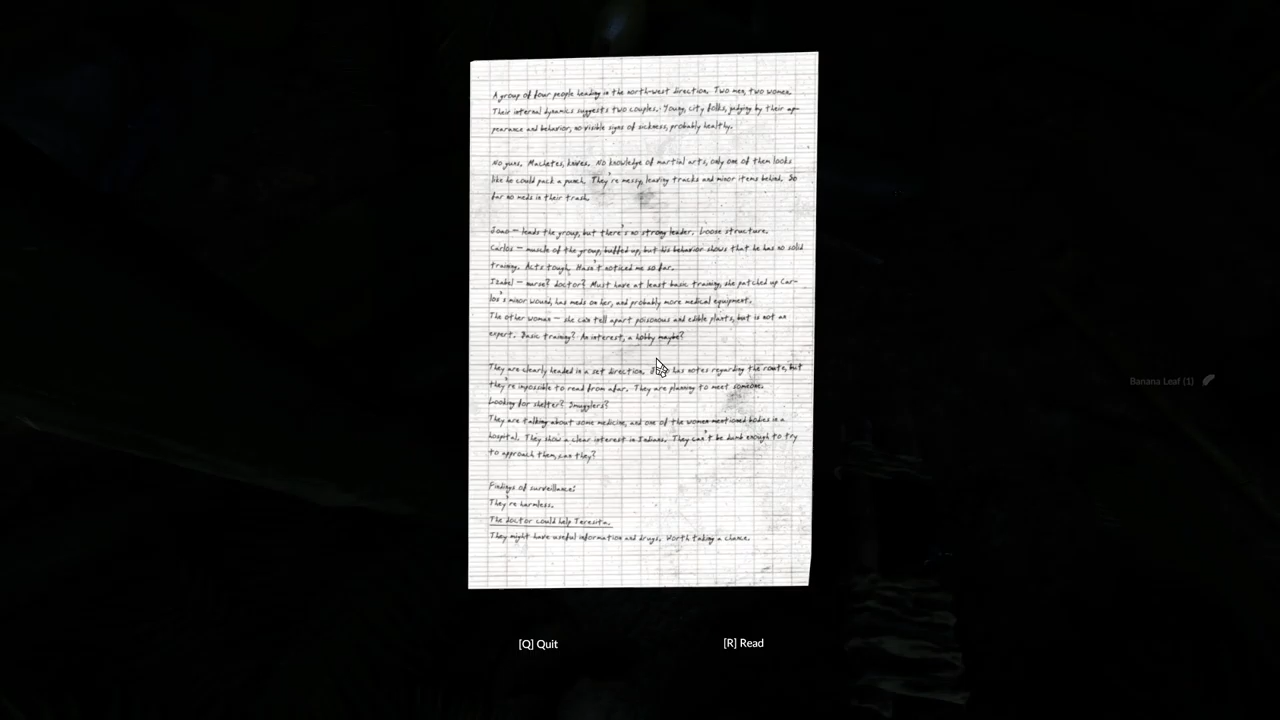 A group of four people heading in the north-west direction. Two men, two women.
Their internal dynamics suggests two couples. Young, city folks, judging by their ap-
pearance and behavior, no visible signs of sickness, probably healthy.
No guns. Machetes, knives. No knowledge of martial arts, only one of them looks
like he could pack a punch. They're messy, leaving tracks and minor items behind. So
far no meds in their trash.
Joao – leads the group, but there's no strong leader. Loose structure.
Carlos – muscle of the group, buffed up, but his behavior shows that he has no solid
training. Acts tough. Hasn't noticed me so far.
Izabel – nurse? doctor? Must have at least basic training, she patched up Car-
los's minor wound, has meds on her, and probably more medical equipment.
The other woman – she can tell apart poisonous and edible plants, but is not an
expert. Basic training? An interest, a hobby maybe?
They are clearly headed in a set direction. has notes regarding the route, but
they're impossible to read from afar. They are planning to meet someone.
Looking for shelter? Smugglers?
They are talking about some medicine, and one of the women mentioned bodies in a
hospital. They show a clear interest in Indians. They can't be dumb enough to try
to approach them, can they?
Findings of surveillance:
They're harmless.
The doctor could help Teresita.
They might have useful information and drugs. Worth taking a chance.
Banana Leaf (1)
[Q] Quit
[R] Read